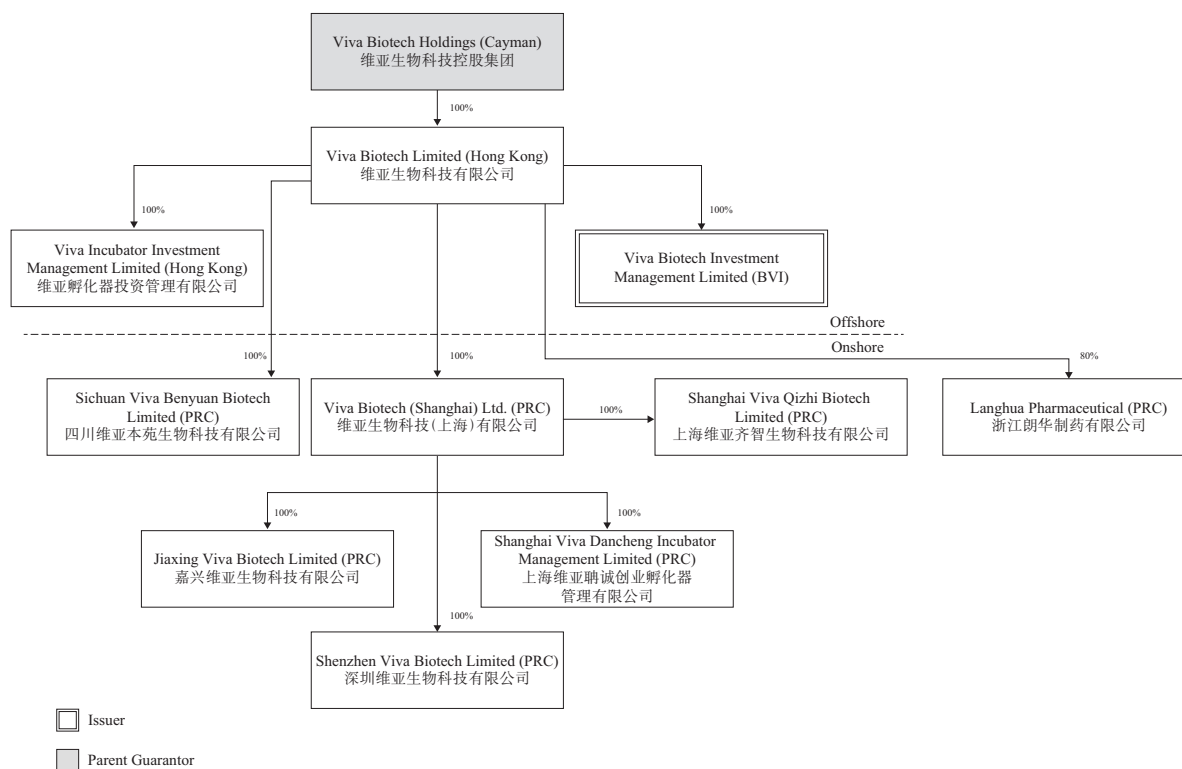 Viva Biotech Holdings (Cayman)
维亚生物科技控股集团
100%
Viva Biotech Limited (Hong Kong)
维亚生物科技有限公司
100%
100%
Viva Incubator Investment
Management Limited (Hong Kong)
维亚孵化器投资管理有限公司
Viva Biotech Investment
Management Limited (BVI)
Offshore
Onshore
100%
100%
80%
Sichuan Viva Benyuan Biotech
Limited (PRC)
四川维亚本苑生物科技有限公司
Viva Biotech (Shanghai) Ltd. (PRC)
维亚生物科技(上海)有限公司
100%
Shanghai Viva Qizhi Biotech
Limited (PRC)
上海维亚齐智生物科技有限公司
Langhua Pharmaceutical (PRC)
浙江朗华制药有限公司
100%
100%
Jiaxing Viva Biotech Limited (PRC)
嘉兴维亚生物科技有限公司
Shanghai Viva Dancheng Incubator
Management Limited (PRC)
上海维亚聃诚创业孵化器
管理有限公司
100%
Shenzhen Viva Biotech Limited (PRC)
深圳维亚生物科技有限公司
Issuer
Parent Guarantor